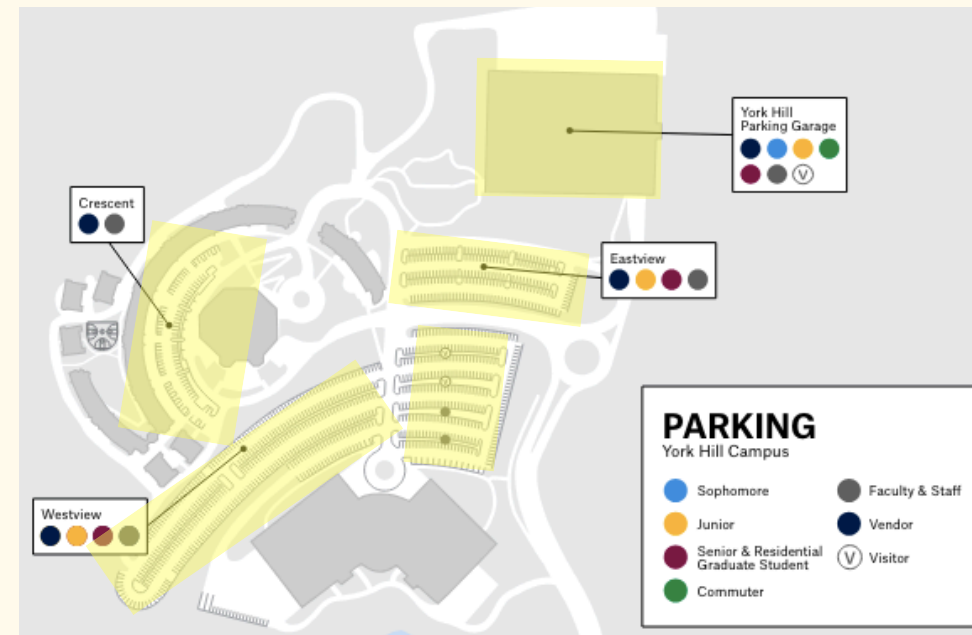 York Hill
Parking Garage
V
Crescent
Eastview
Westview
PARKING
York Hill Campus
Sophomore
Faculty & Staff
Junior
Vendor
Senior & Residential
Graduate Student
V
Visitor
Commuter